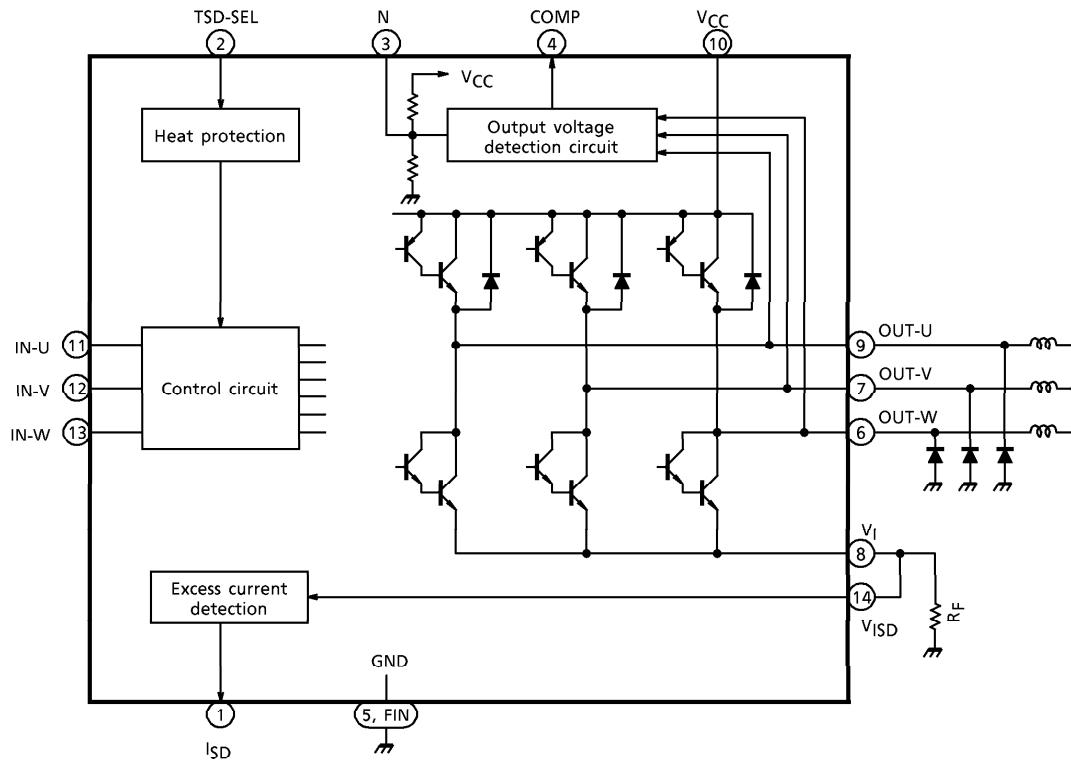 TSD-SEL
N
COMP
VCC
2
3
4
10
VCC
Heat protection
Output voltage
detection circuit
IN-U
11
IN-V
12
IN-W
13
Control circuit
9
OUT-U
7
OUT-V
6
OUT-W
VI
8
14
VISD
RF
Excess current
detection
GND
1
5, FIN
ISD